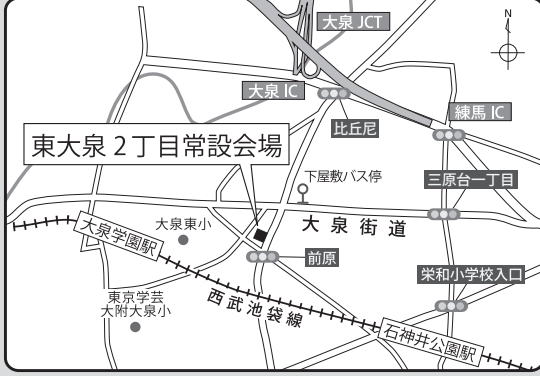 大泉 JCT
N
大泉 IC
練馬 IC
比丘尼
東大泉 2 丁目常設会場
下屋敷バス停
三原台一丁目
大泉学園駅
大泉東小
大泉街道
前原
栄和小学校入口
東京学芸
大附大泉小
西武池袋線
石神井公園駅